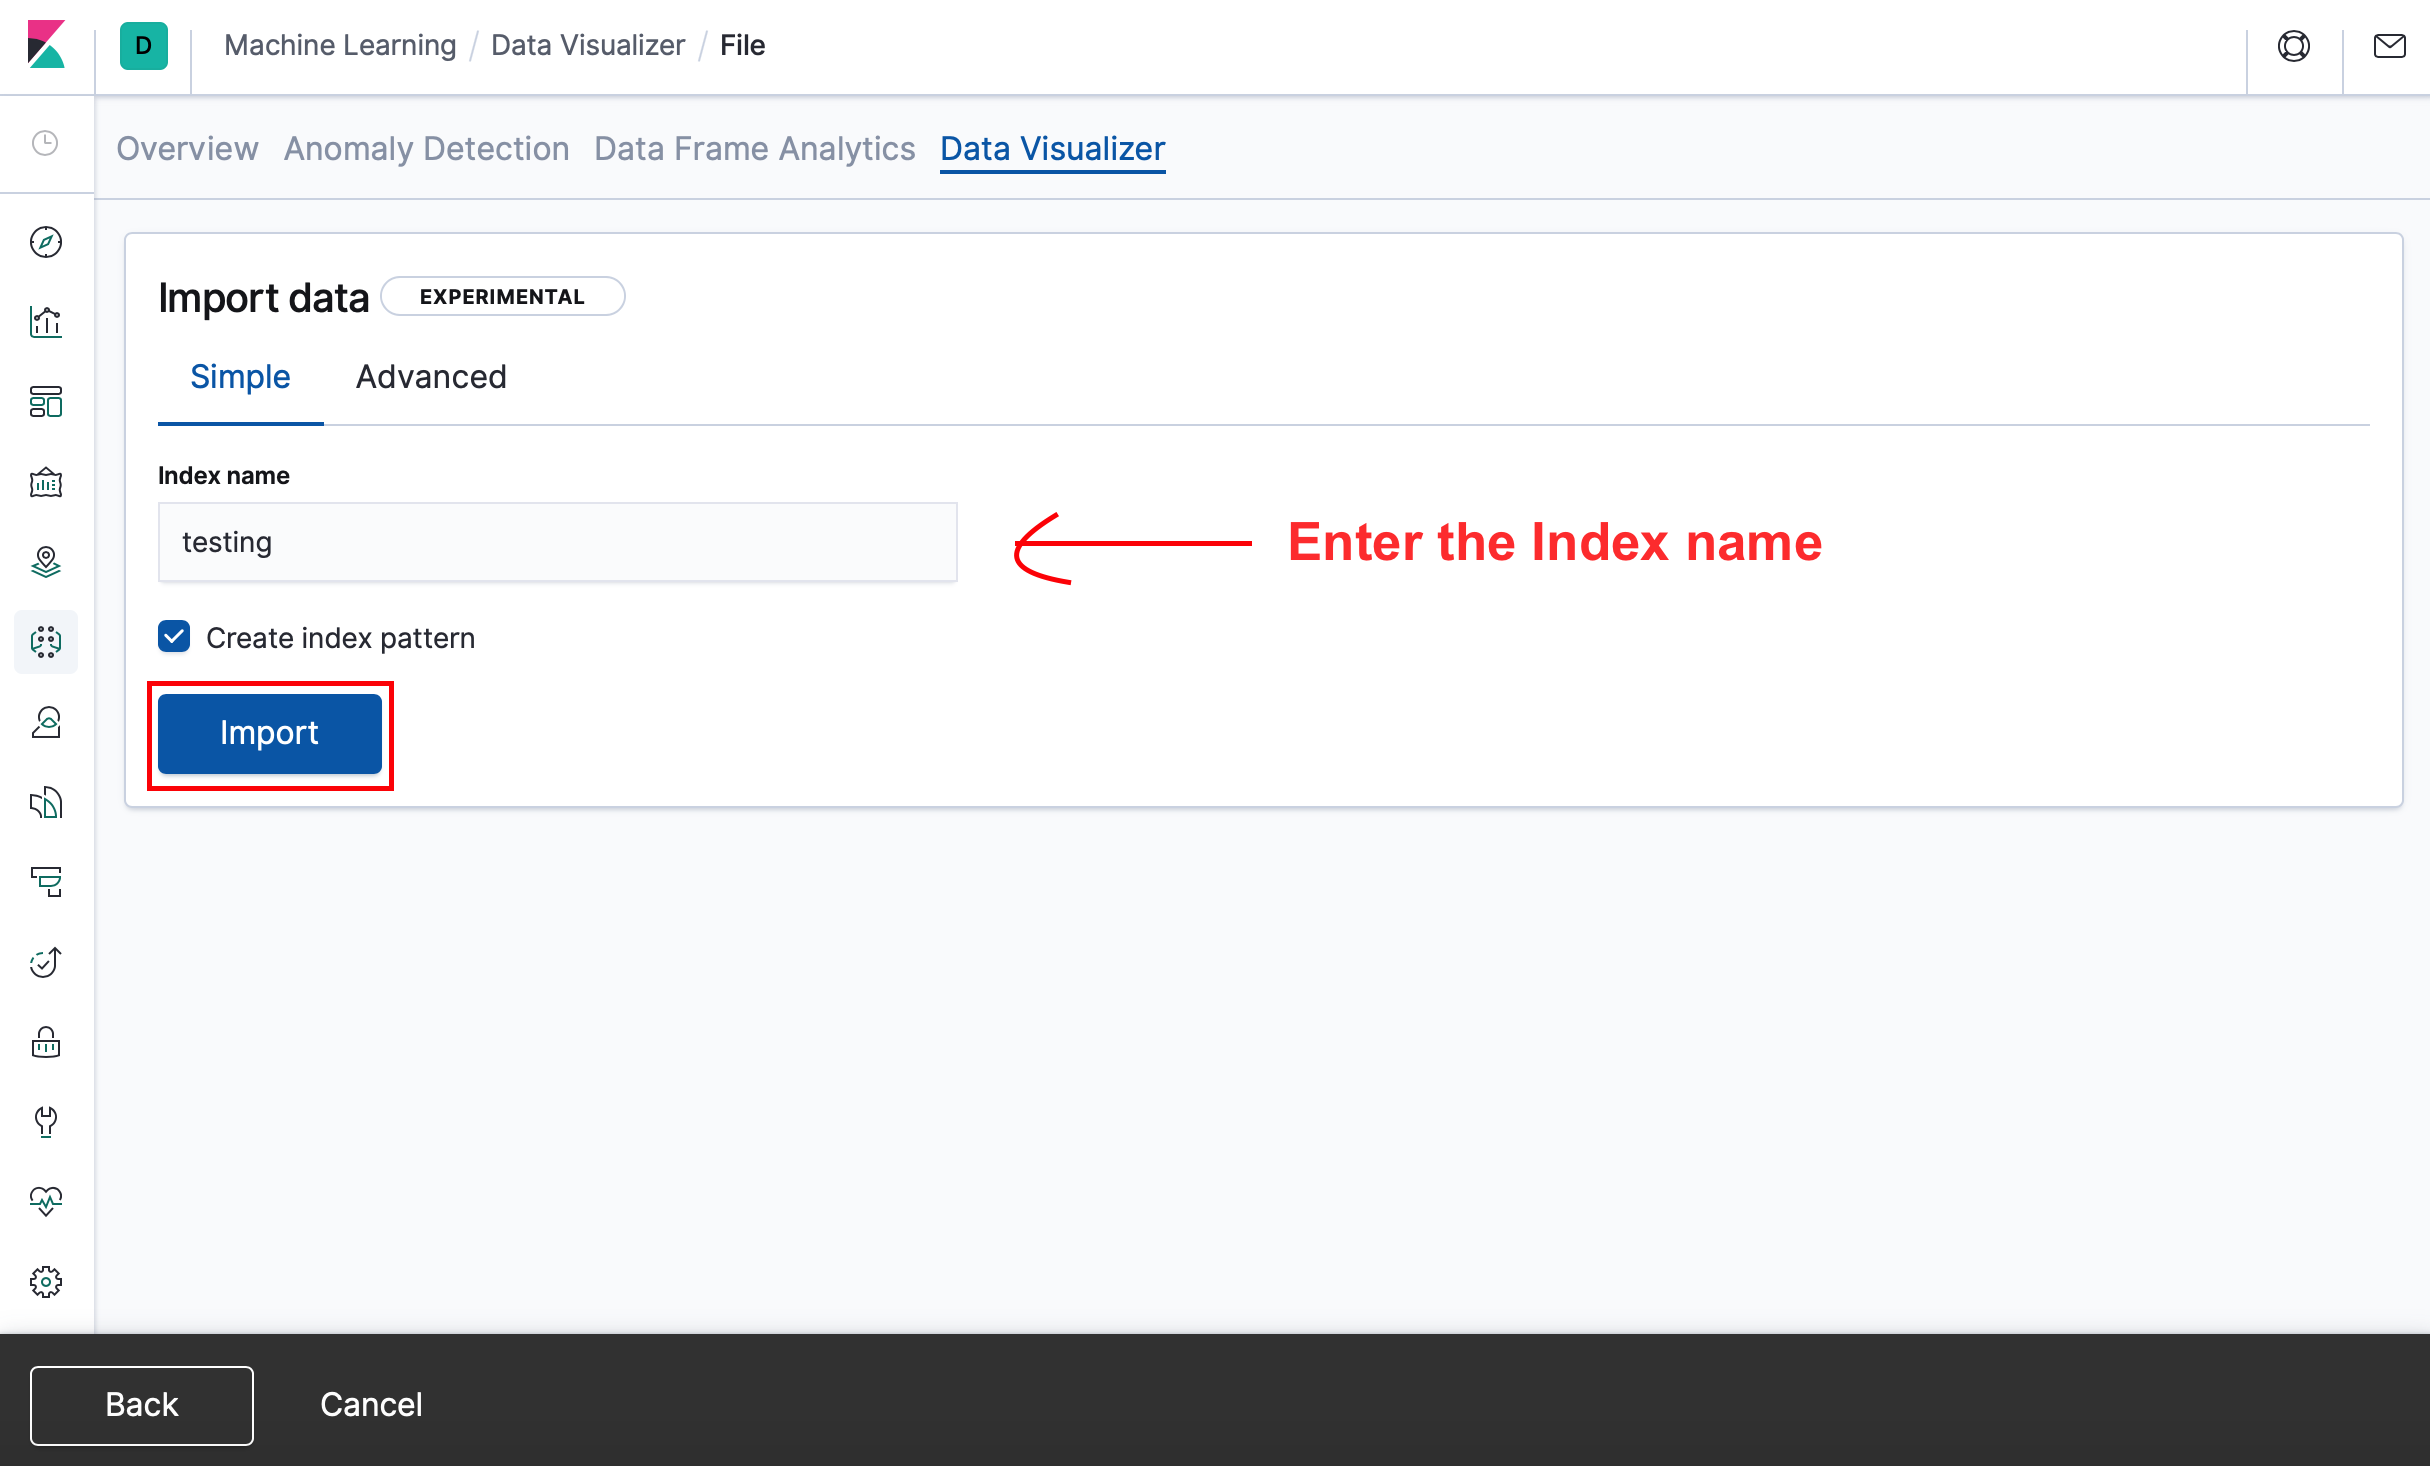 D
Machine Learning / Data Visualizer / File
Overview Anomaly Detection Data Frame Analytics Data Visualizer
Import data EXPERIMENTAL
Simple Advanced
Index name
testing
Enter the Index name
Create index pattern
Import
Back Cancel